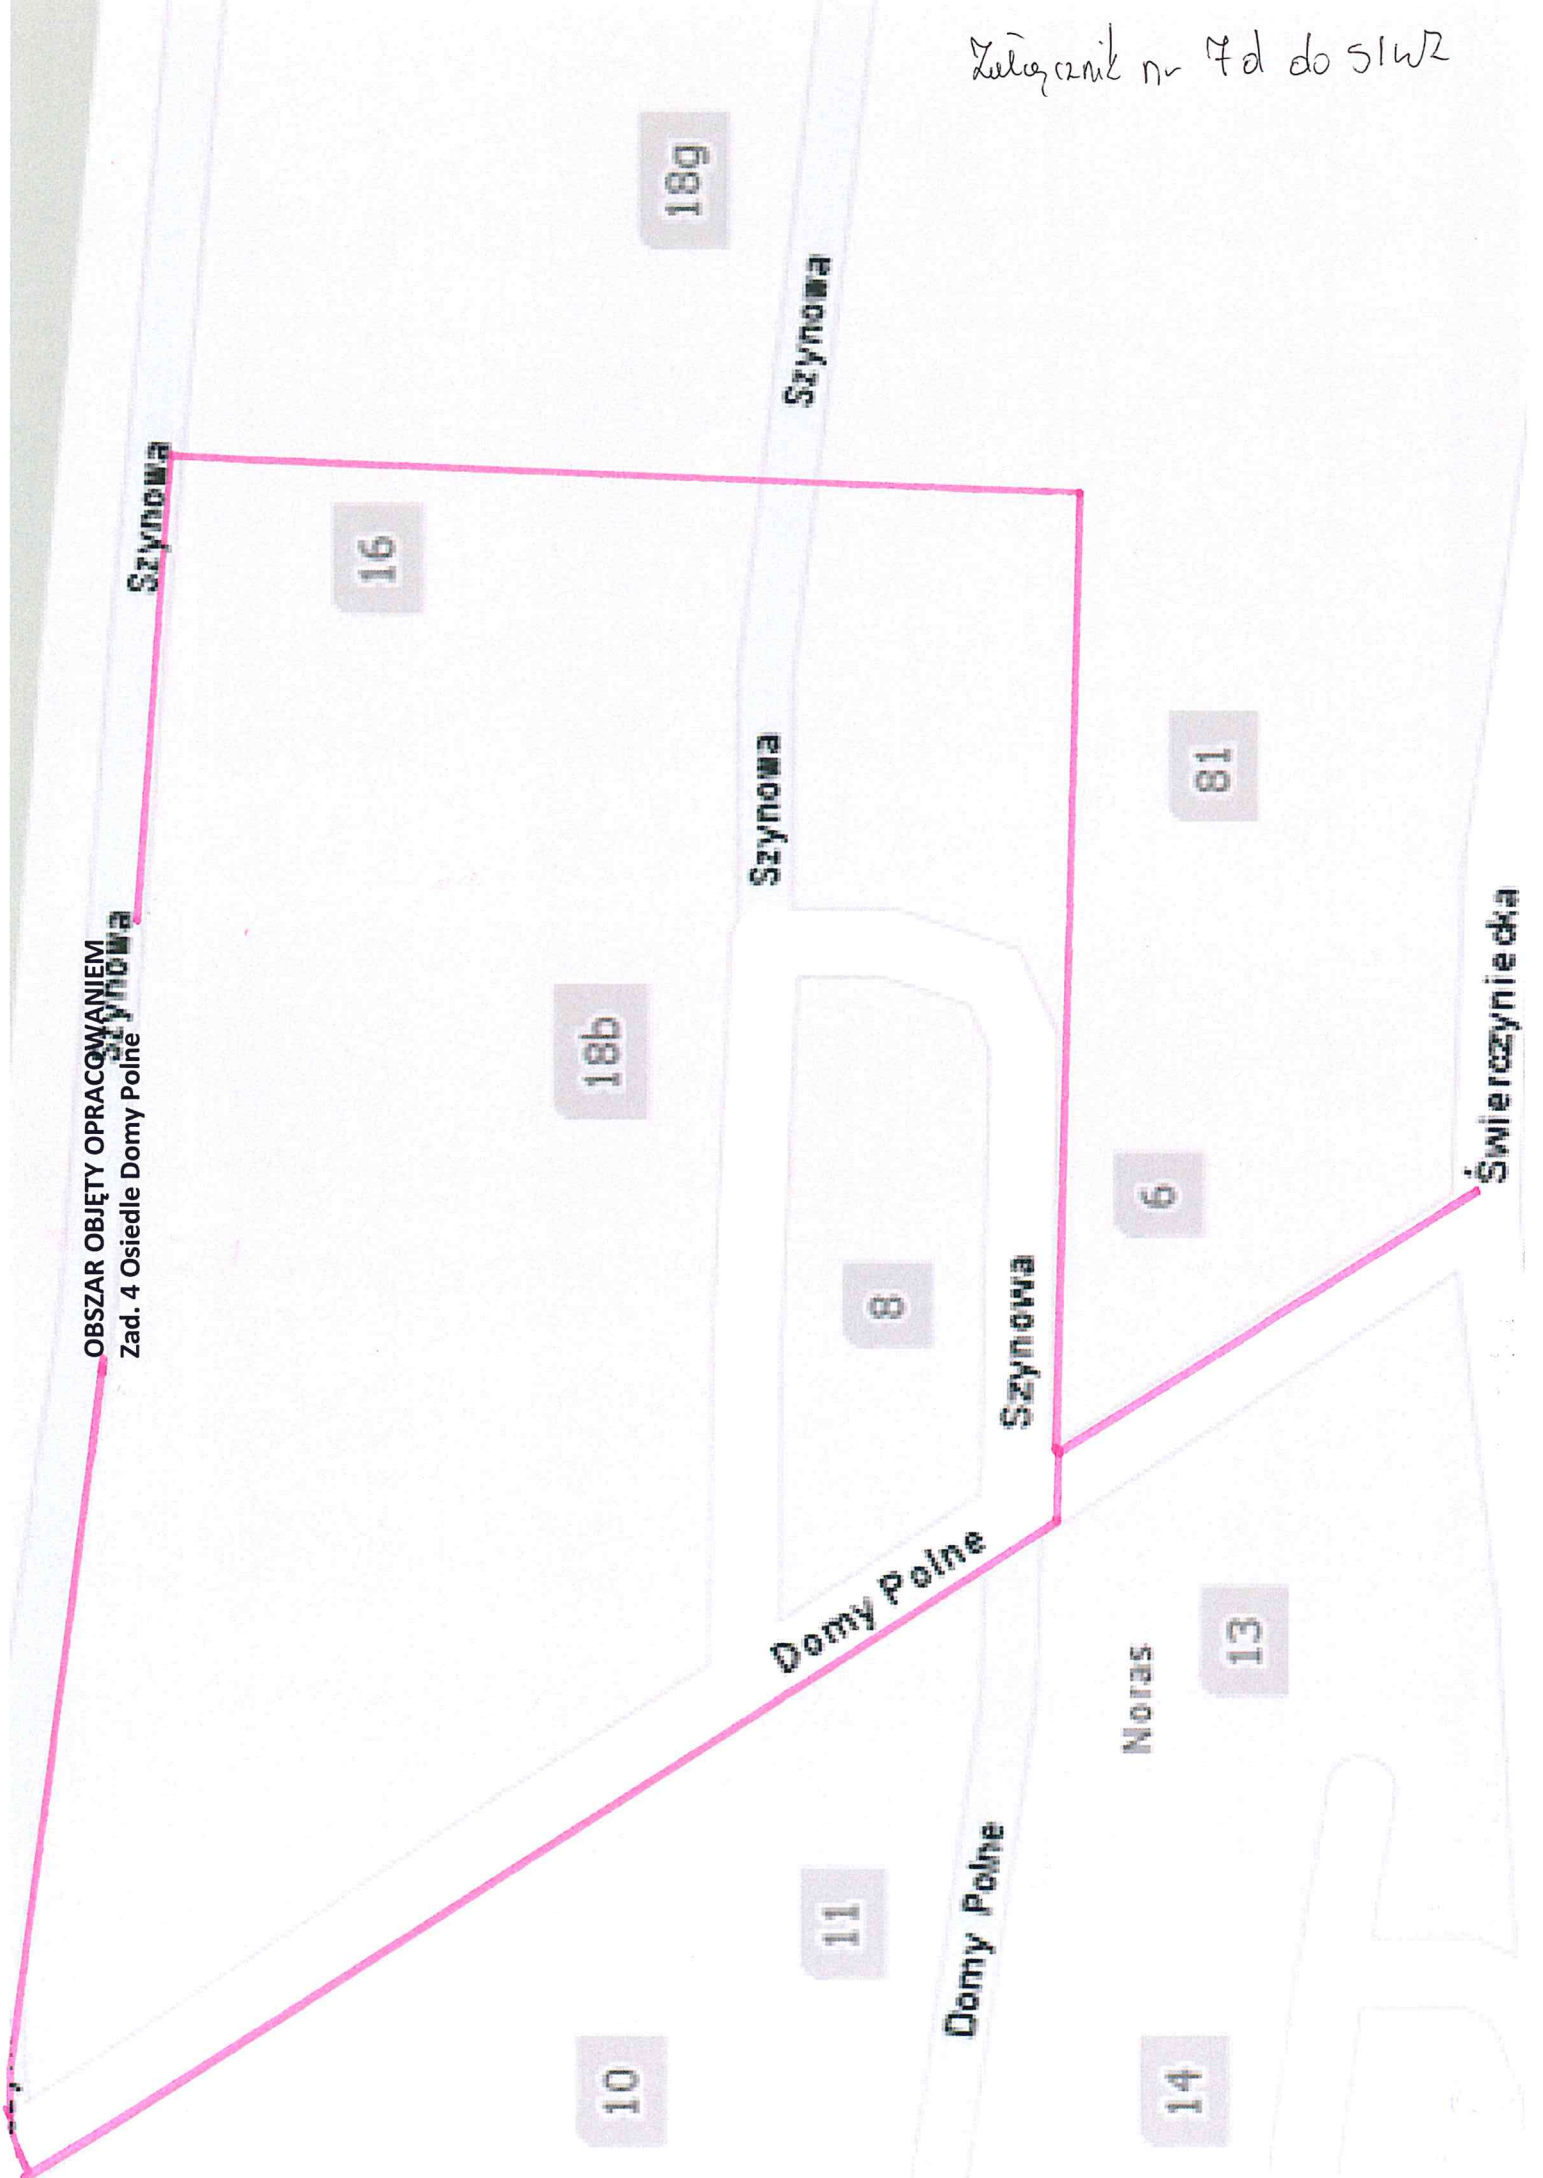 Załącznik nr 7d do SIWZ
OBSZAR OBJĘTY OPRACOWANIEM
Zad. 4 Osiedle Domy Polne
Szynowa
Szynowa
16
18g
Szynowa
Szynowa
18b
8
Szynowa
81
6
Świerczyniecka
Domy Polne
10
11
Domy Polne
Noras
13
14